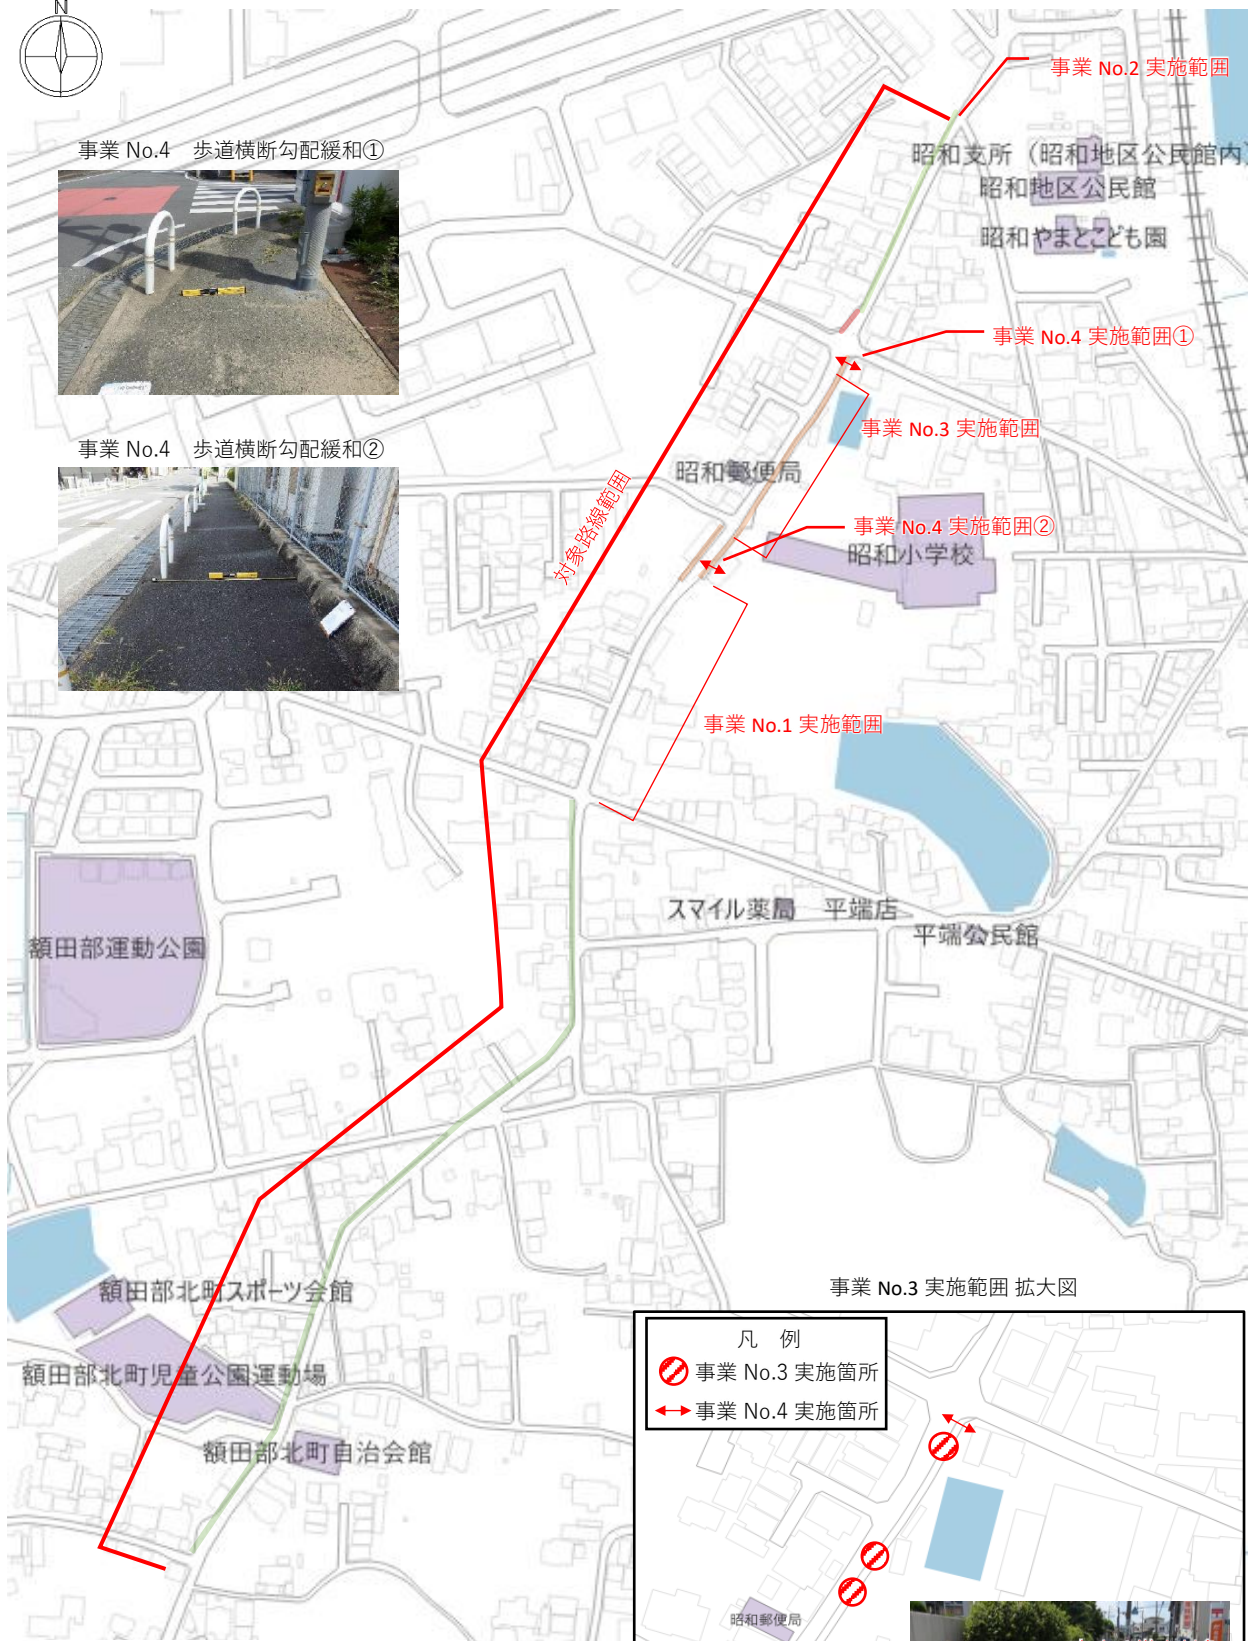 N
事業 No.2 実施範囲
事業 No.4 歩道横断勾配緩和①
昭和支所（昭和地区公民館内）
昭和地区公民館
昭和やまとこども園
事業 No.4 実施範囲①
事業 No.3 実施範囲
事業 No.4 歩道横断勾配緩和②
昭和郵便局
対象路線範囲
事業 No.4 実施範囲②
昭和小学校
事業 No.1 実施範囲
スマイル薬局 平端店
平端公民館
額田部運動公園
額田部北町スポーツ会館
額田部北町児童公園運動場
額田部北町自治会館
事業 No.3 実施範囲 拡大図
凡 例
事業 No.3 実施箇所
事業 No.4 実施箇所
昭和郵便局